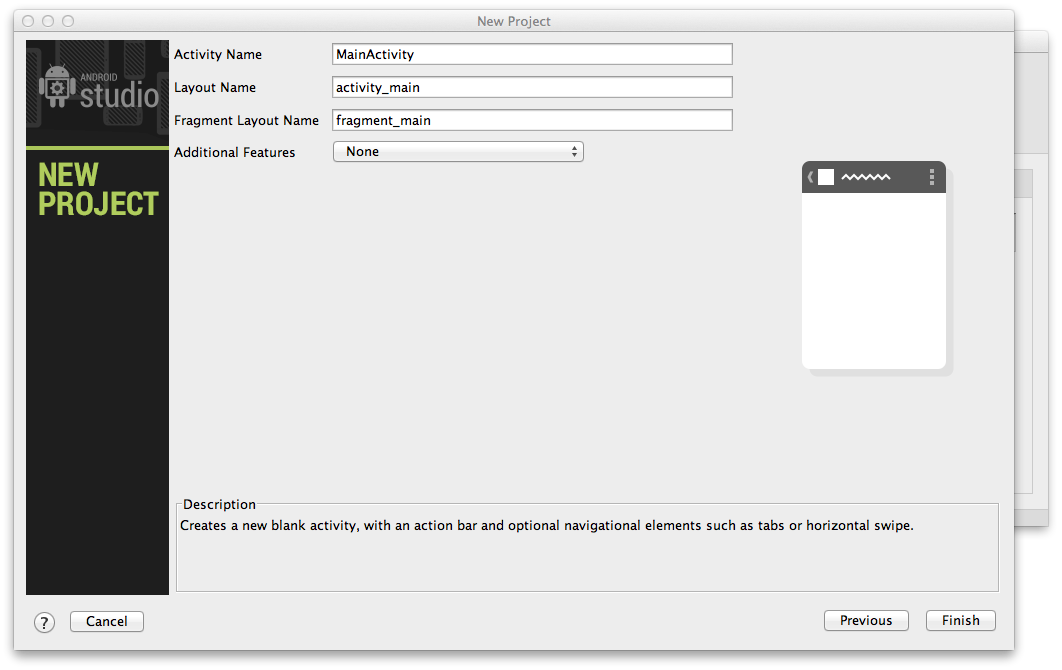 New Project
ANDROID
studio
NEW
PROJECT
Activity Name
MainActivity
Layout Name
activity_main
Fragment Layout Name
fragment_main
Additional Features
None
Description
Creates a new blank activity, with an action bar and optional navigational elements such as tabs or horizontal swipe.
?
Cancel
Previous
Finish